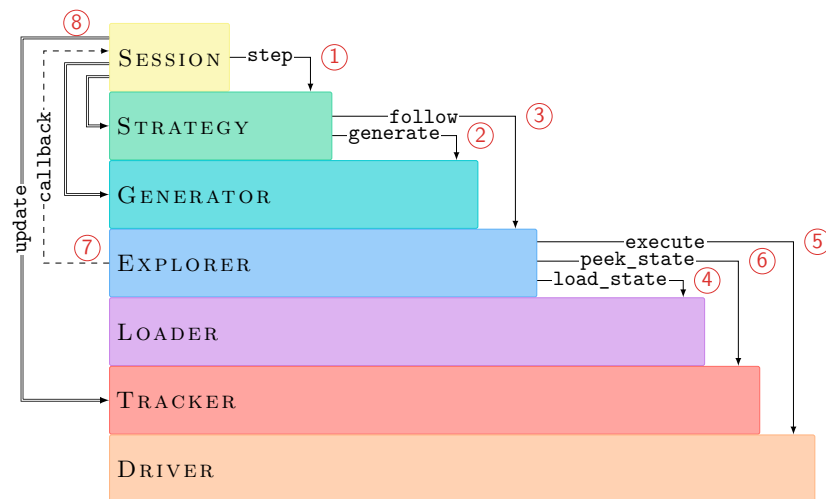 ⑧
SESSION
step ①
callback
STRATEGY
follow ③
generate ②
update
GENERATOR
⑦
EXPLORER
execute ⑤
peek_state ⑥
load_state ④
LOADER
TRACKER
DRIVER